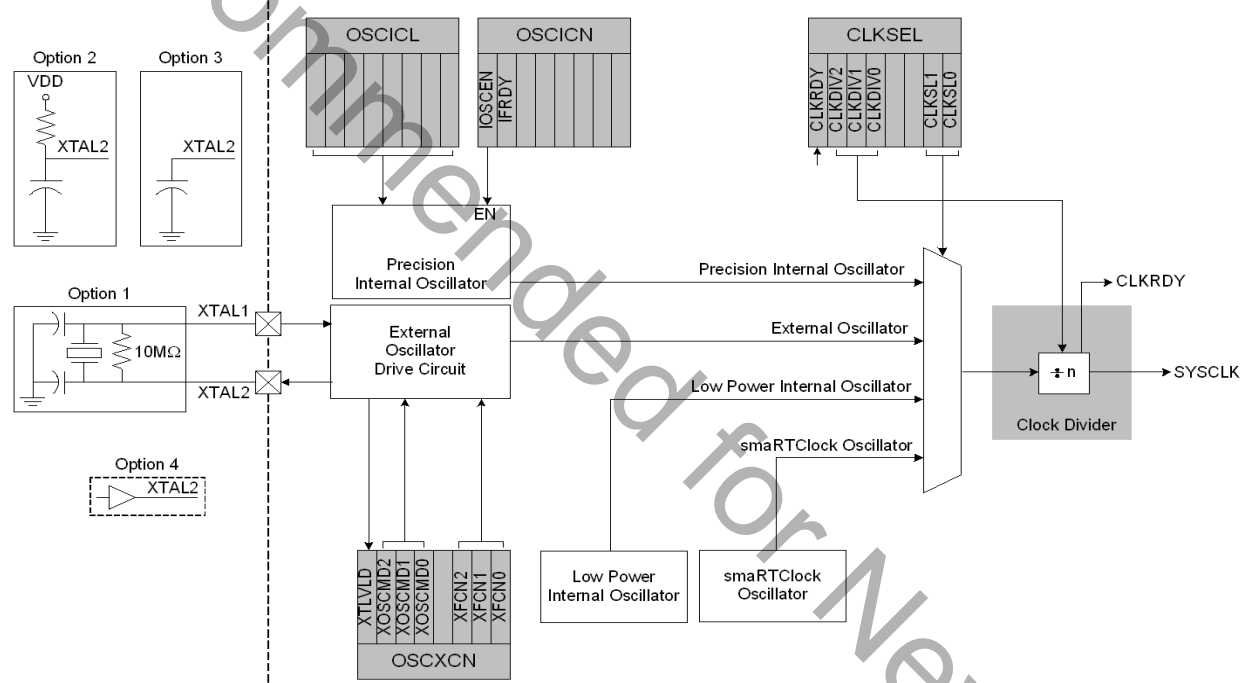 OSCICL
OSCICN
CLKSEL
IOSCEN
IFRDY
CLKRDY
CLKDIV2
CLKDIV1
CLKDIV0
CLKSL1
CLKSL0
Option 2
VDD
XTAL2
Option 3
XTAL2
EN
Precision
Internal Oscillator
Precision Internal Oscillator
CLKRDY
Option 1
XTAL1
10MΩ
XTAL2
External
Oscillator
Drive Circuit
External Oscillator
Low Power Internal Oscillator
smaRTClock Oscillator
÷ n
SYSCLK
Clock Divider
Option 4
XTAL2
XTLVLD
XOSCMD2
XOSCMD1
XOSCMD0
XFCN2
XFCN1
XFCN0
OSCXCN
Low Power
Internal Oscillator
smaRTClock
Oscillator
ommended for New